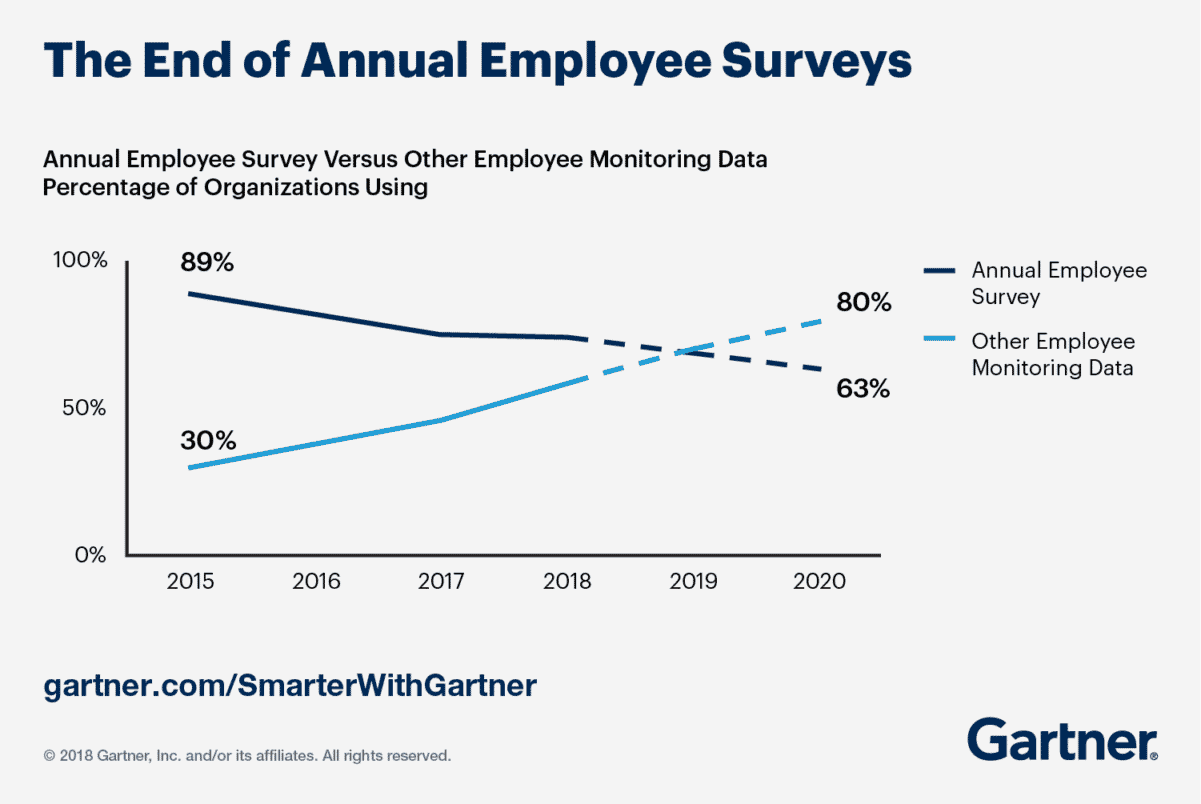 The End of Annual Employee Surveys
Annual Employee Survey Versus Other Employee Monitoring Data
Percentage of Organizations Using
100%
50%
0%
89%
30%
80%
63%
Annual Employee
Survey
Other Employee
Monitoring Data
2015 2016 2017 2018 2019 2020
gartner.com/SmarterWithGartner
© 2018 Gartner, Inc. and/or its affiliates. All rights reserved.
Gartner®